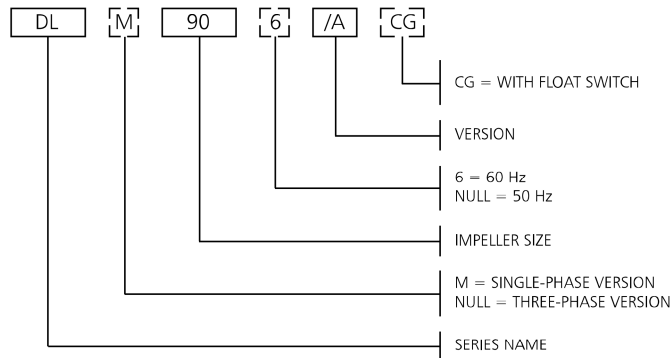 DL M 90 6 /A CG
CG = WITH FLOAT SWITCH
VERSION
6 = 60 Hz
NULL = 50 Hz
IMPELLER SIZE
M = SINGLE-PHASE VERSION
NULL = THREE-PHASE VERSION
SERIES NAME